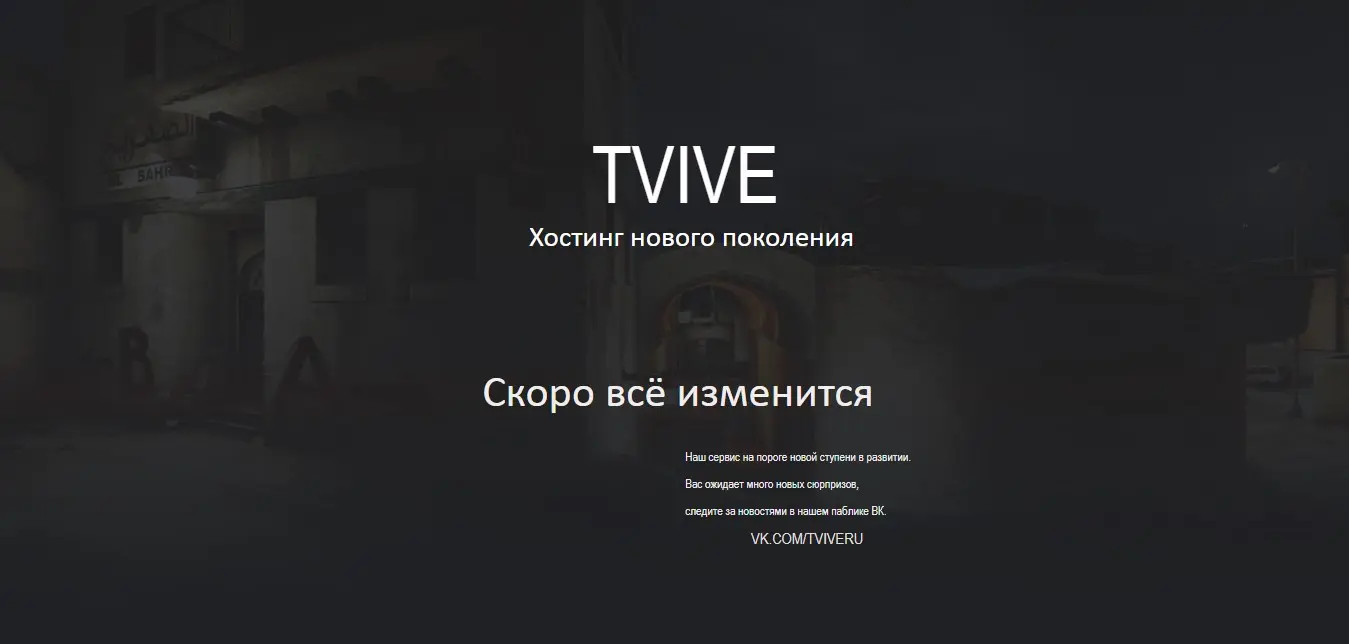 TVIVE
Хостинг нового поколения
Скоро всё изменится
Наш сервис на пороге новой ступени в развитии.
Вас ожидает много новых сюрпризов,
следите за новостями в нашем паблике ВК.
VK.COM/TVIVERU